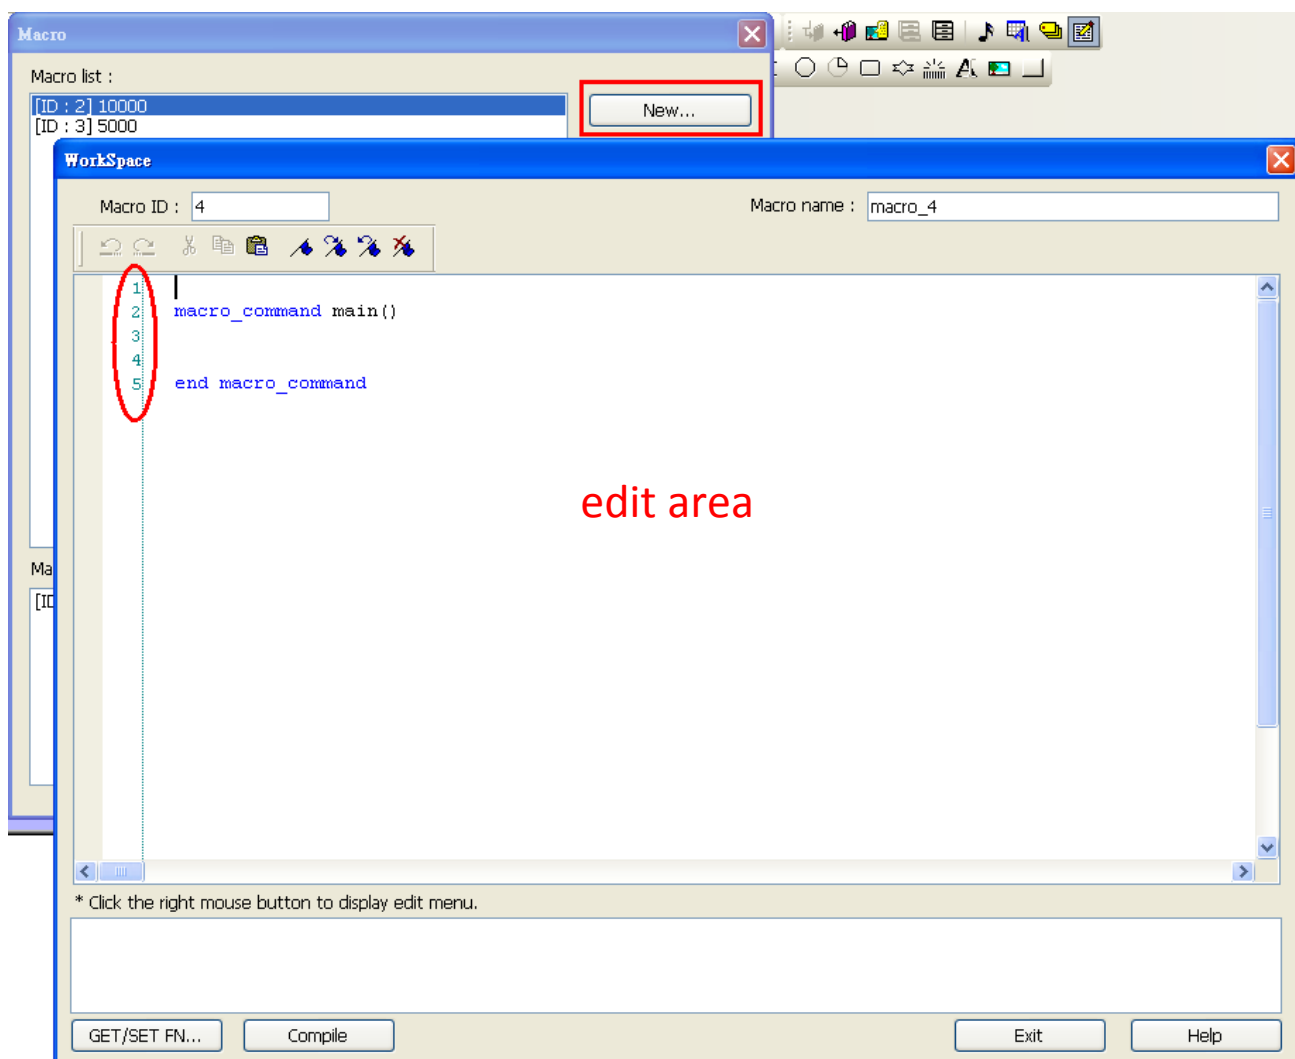 Macro
Macro list :
[ID : 2] 10000
[ID : 3] 5000
New...
WorkSpace
Macro ID : 4
Macro name : macro_4
1
2 macro_command main()
3
4
5 end macro_command
edit area
Ma
[ID
* Click the right mouse button to display edit menu.
GET/SET FN... Compile Exit Help